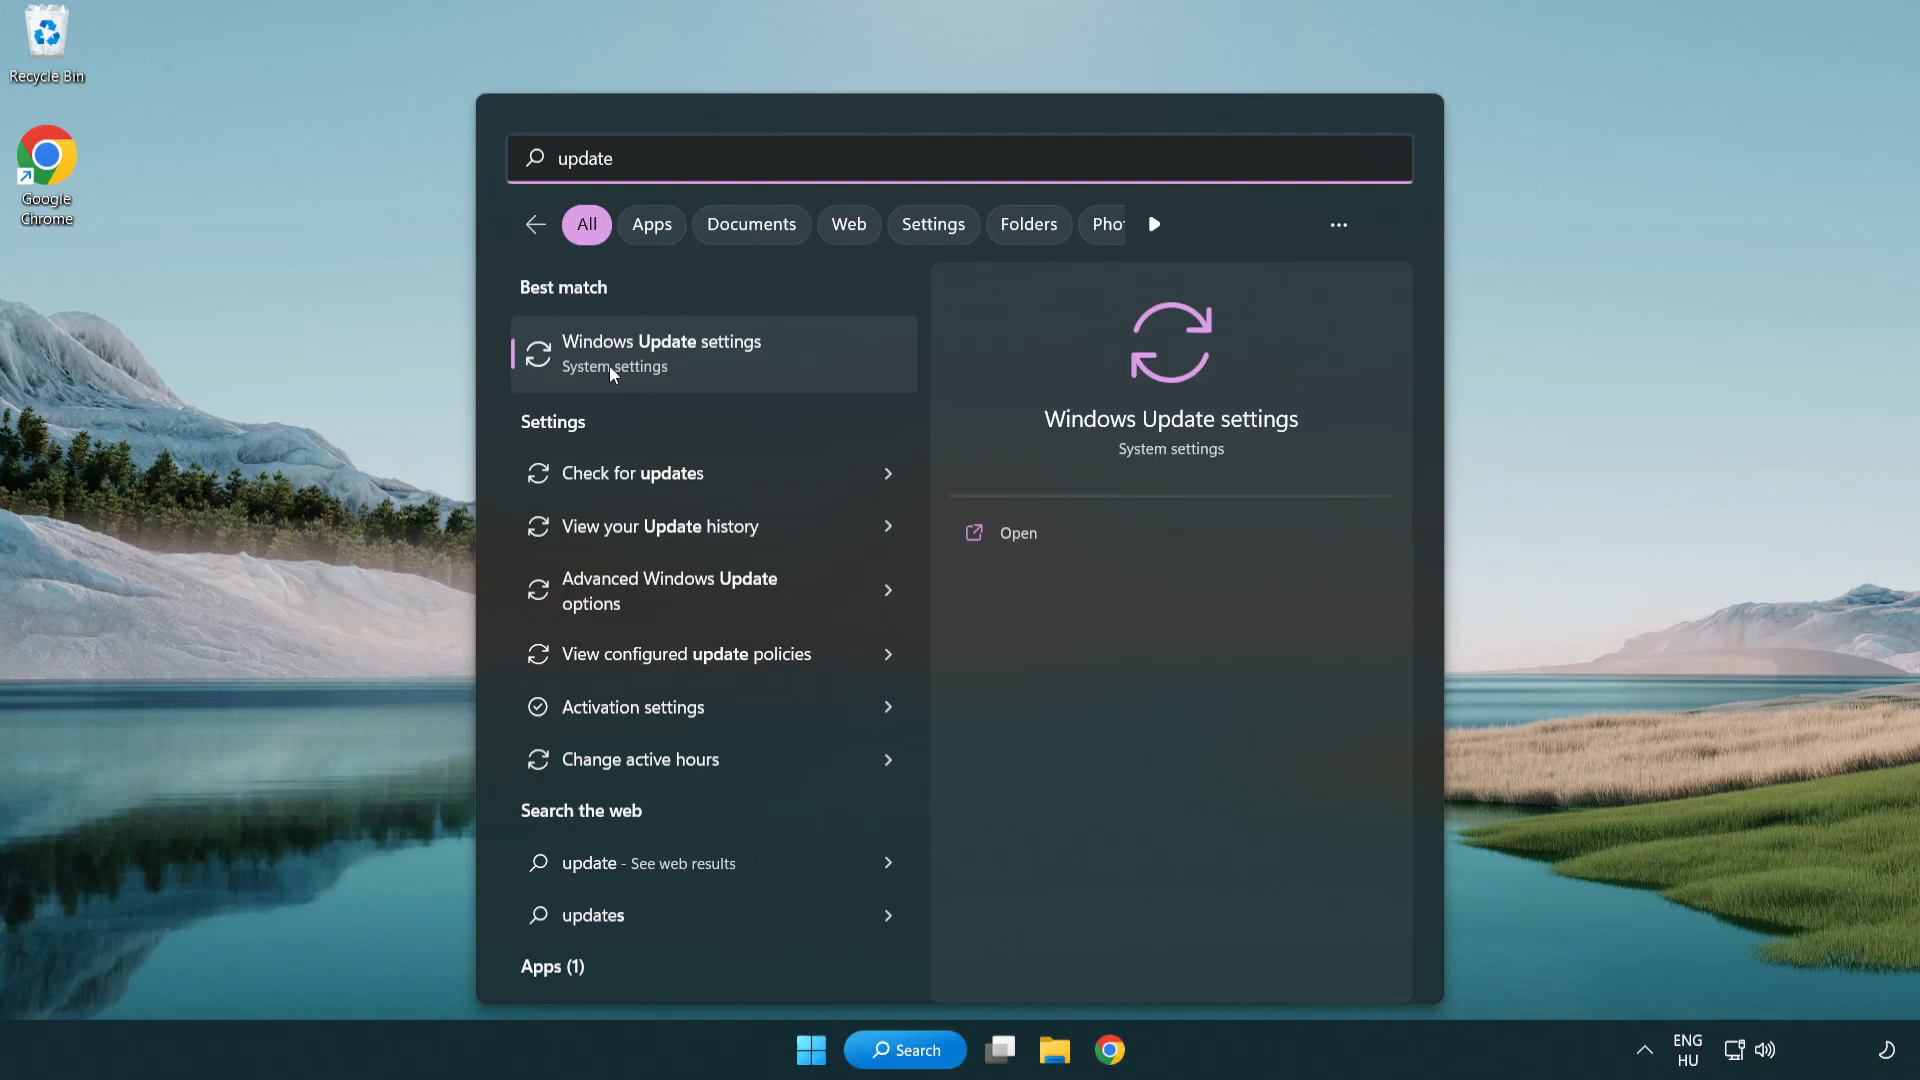 Recycle Bin
Google
Chrome
update
All
Apps
Documents
Web
Settings
Folders
Pho
Best match
Windows Update settings
System settings
Settings
Check for updates
View your Update history
Advanced Windows Update
options
View configured update policies
Activation settings
Change active hours
Search the web
update - See web results
updates
Apps (1)
Windows Update settings
System settings
Open
Search
ENG
HU